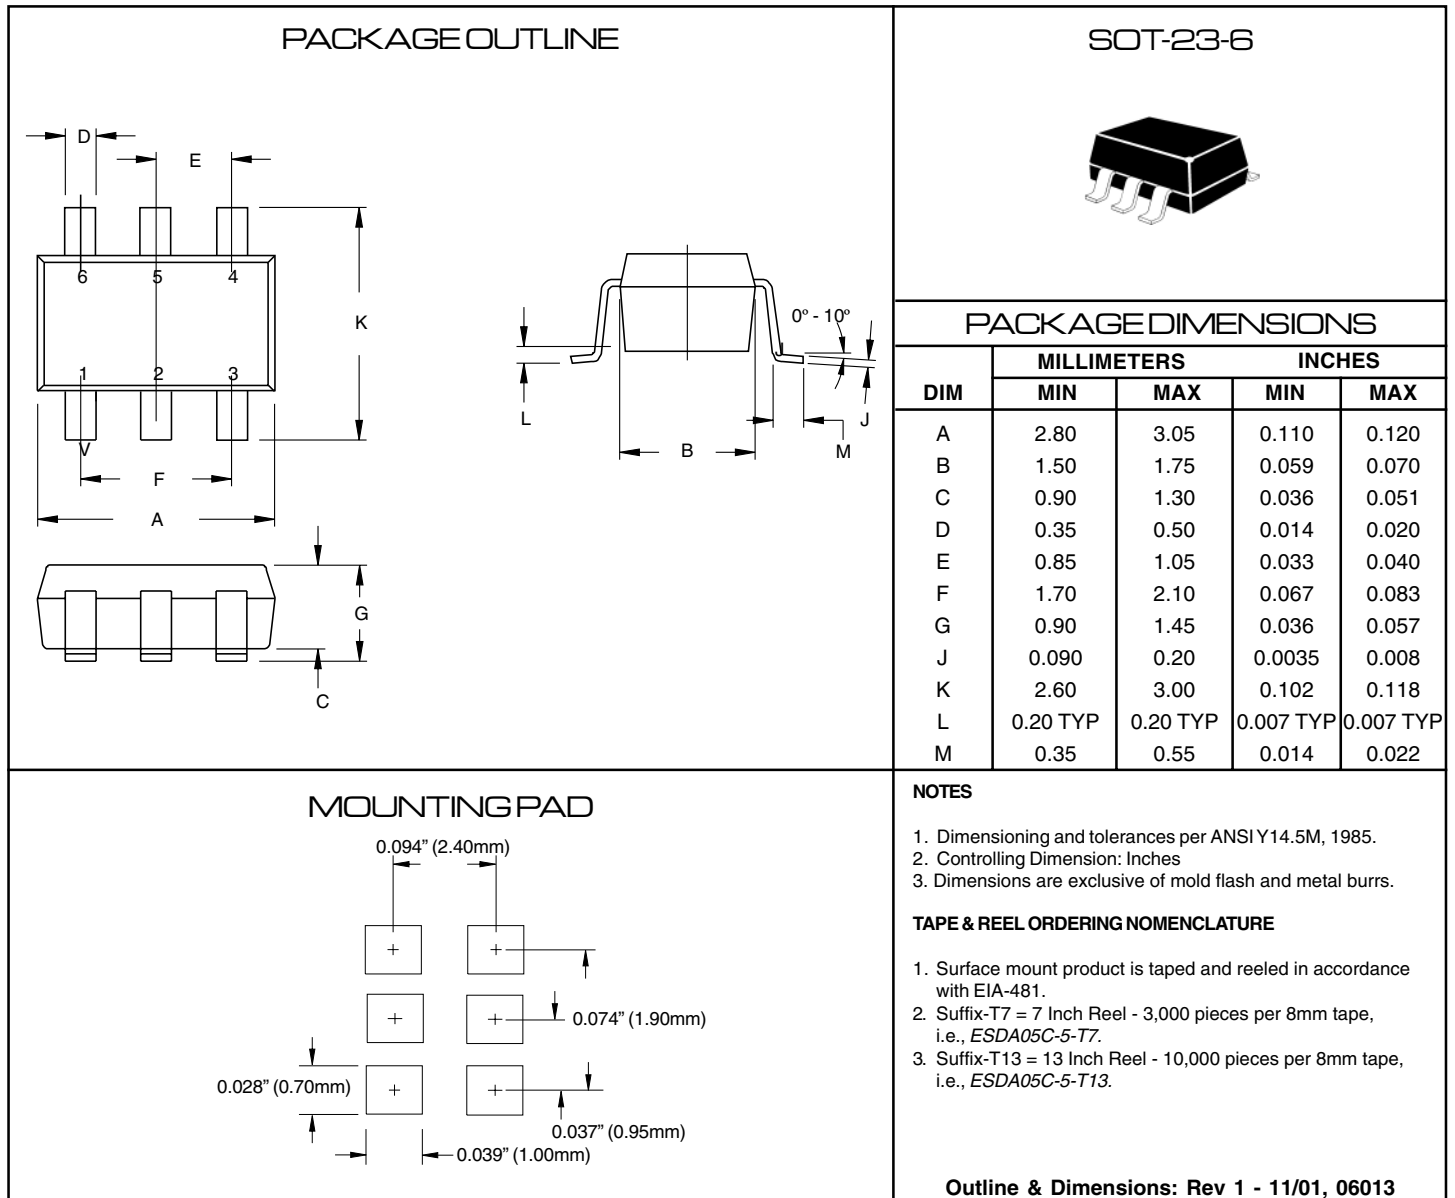 PACKAGE OUTLINE
D
E
6 5 4
K
1 2 3
V
F
A
G
C
0º - 10º
L
B
M
J
SOT-23-6
PACKAGE DIMENSIONS
MILLIMETERS INCHES
DIM MIN MAX MIN MAX
A 2.80 3.05 0.110 0.120
B 1.50 1.75 0.059 0.070
C 0.90 1.30 0.036 0.051
D 0.35 0.50 0.014 0.020
E 0.85 1.05 0.033 0.040
F 1.70 2.10 0.067 0.083
G 0.90 1.45 0.036 0.057
J 0.090 0.20 0.0035 0.008
K 2.60 3.00 0.102 0.118
L 0.20 TYP 0.20 TYP 0.007 TYP 0.007 TYP
M 0.35 0.55 0.014 0.022
MOUNTING PAD
0.094” (2.40mm)
0.074” (1.90mm)
0.028” (0.70mm)
0.037” (0.95mm)
0.039” (1.00mm)
NOTES
1. Dimensioning and tolerances per ANSI Y14.5M, 1985.
2. Controlling Dimension: Inches
3. Dimensions are exclusive of mold flash and metal burrs.
TAPE & REEL ORDERING NOMENCLATURE
1. Surface mount product is taped and reeled in accordance
with EIA-481.
2. Suffix-T7 = 7 Inch Reel - 3,000 pieces per 8mm tape,
i.e., ESDA05C-5-T7.
3. Suffix-T13 = 13 Inch Reel - 10,000 pieces per 8mm tape,
i.e., ESDA05C-5-T13.
Outline & Dimensions: Rev 1 - 11/01, 06013